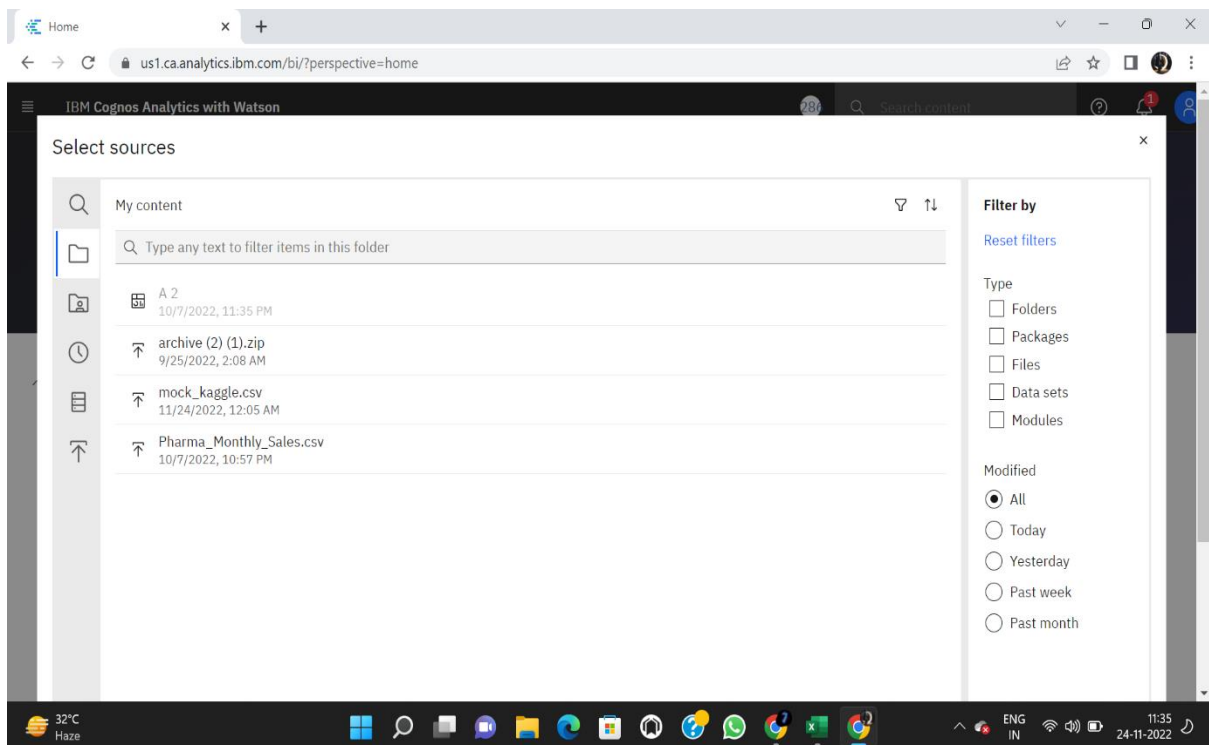 Home
us1.ca.analytics.ibm.com/bi/?perspective=home
IBM Cognos Analytics with Watson
Search content
1
Select sources
My content
Filter by
Type any text to filter items in this folder
Reset filters
A 2
10/7/2022, 11:35 PM
archive (2) (1).zip
9/25/2022, 2:08 AM
mock_kaggle.csv
11/24/2022, 12:05 AM
Pharma_Monthly_Sales.csv
10/7/2022, 10:57 PM
Type
Folders
Packages
Files
Data sets
Modules
Modified
All
Today
Yesterday
Past week
Past month
32°C
Haze
ENG
IN
11:35
24-11-2022